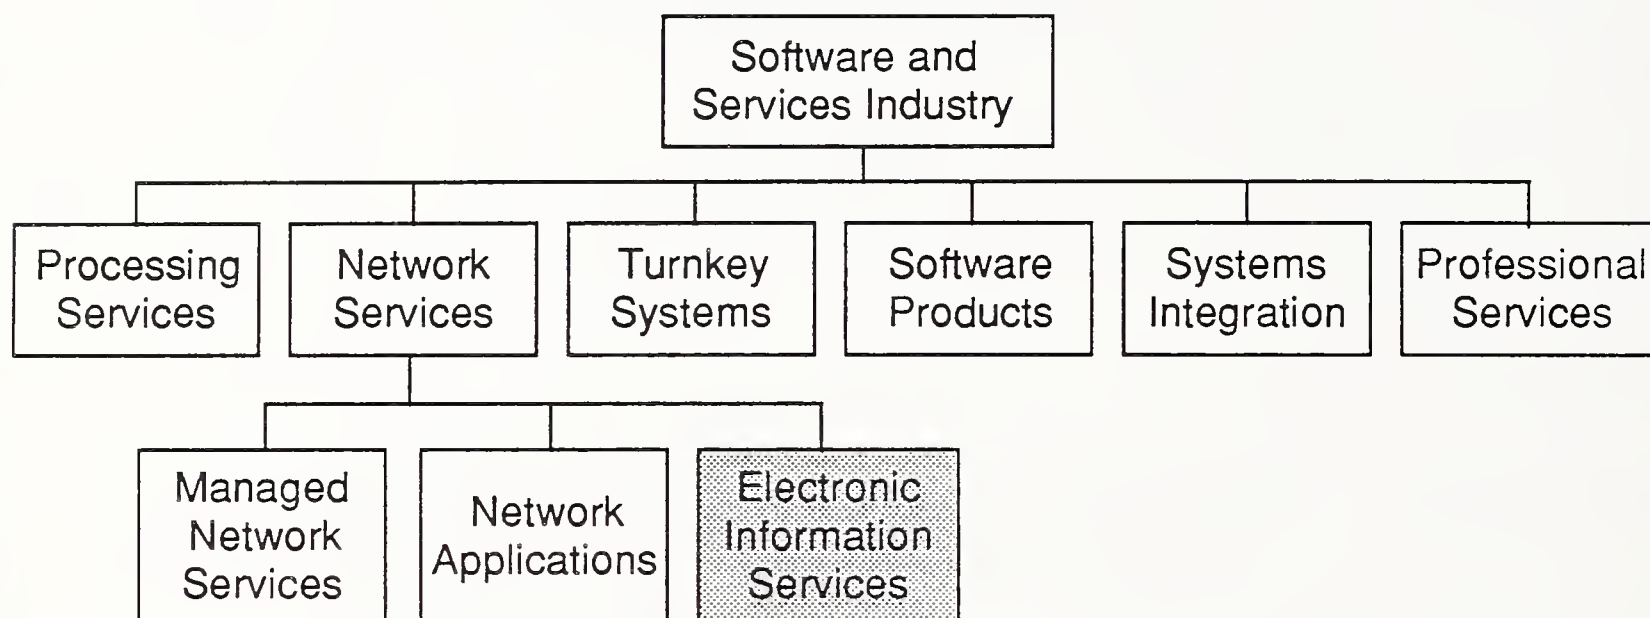 Software and
Services Industry
Processing
Services
Network
Services
Turnkey
Systems
Software
Products
Systems
Integration
Professional
Services
Managed
Network
Services
Network
Applications
Electronic
Information
Services